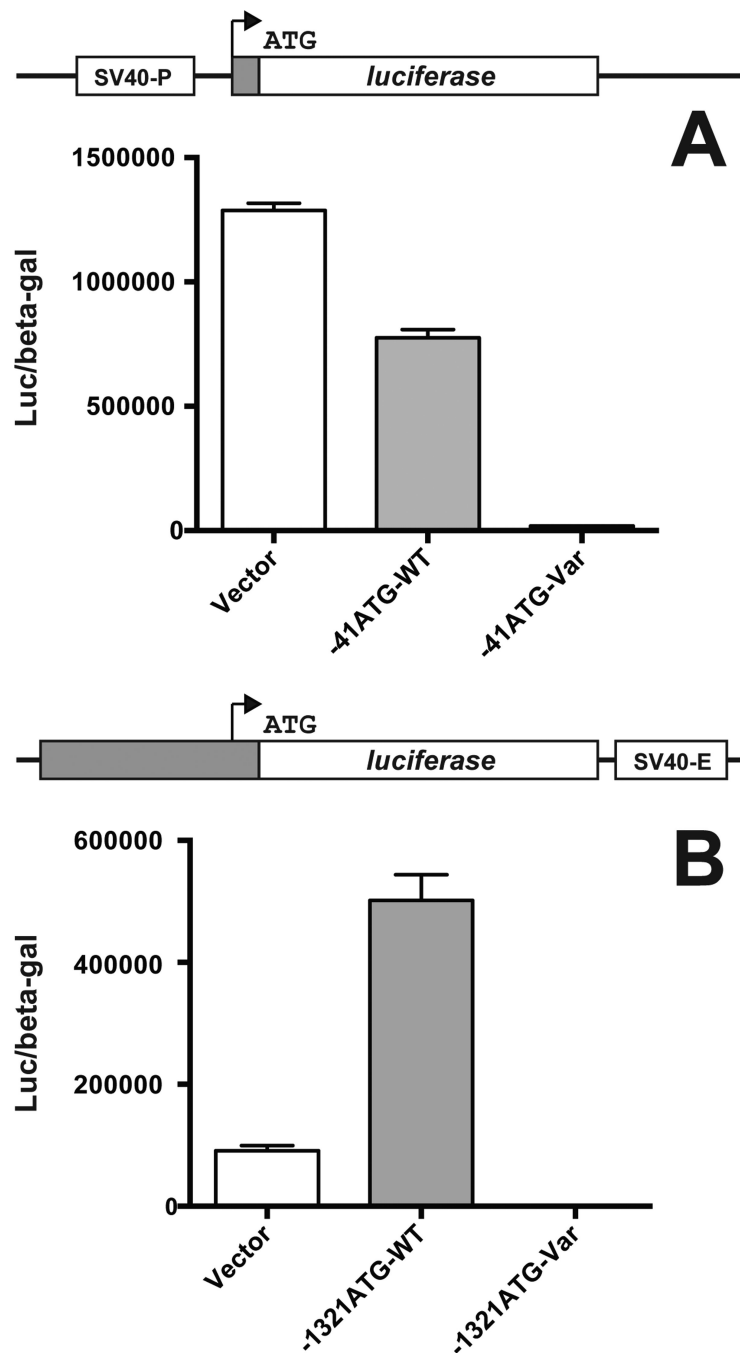 ATG
SV40-P
luciferase
A
1500000
1000000
500000
0
Luc/beta-gal
Vector
-41ATG-WT
-41ATG-Var
ATG
luciferase
SV40-E
B
600000
400000
200000
0
Luc/beta-gal
Vector
-1321ATG-WT
-1321ATG-Var